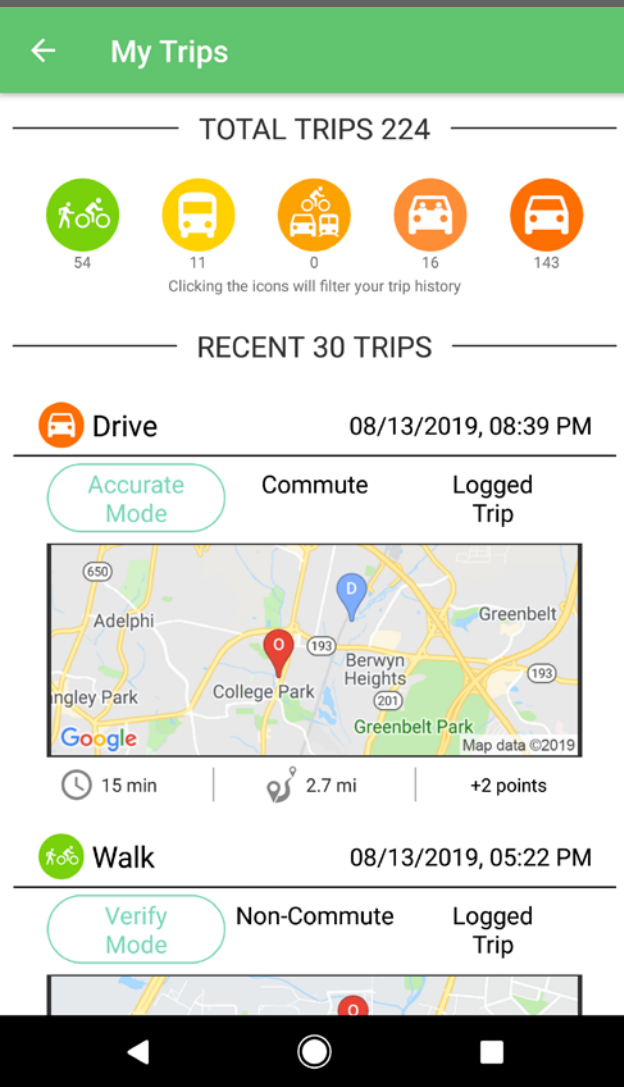 My Trips
TOTAL TRIPS 224
54
11
0
16
143
Clicking the icons will filter your trip history
RECENT 30 TRIPS
Drive
08/13/2019, 08:39 PM
Accurate
Mode
Commute
Logged
Trip
650
D
Adelphi
Greenbelt
O
193
Berwyn
Heights
193
ngley Park
College Park
201
Greenbelt Park
Google
Map data ©2019
15 min
2.7 mi
+2 points
Walk
08/13/2019, 05:22 PM
Verify
Mode
Non-Commute
Logged
Trip
O